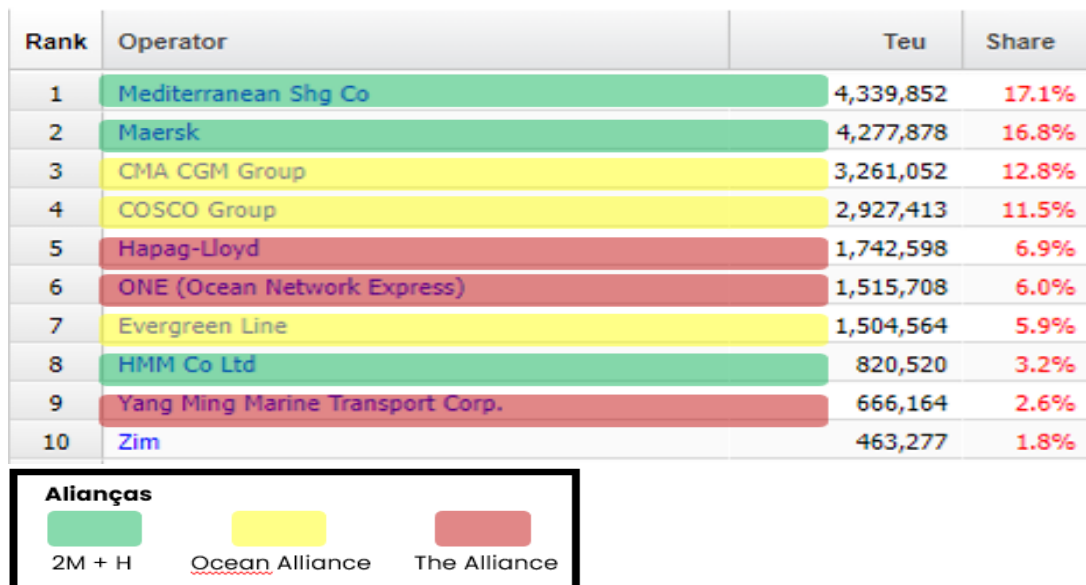 Rank Operator Teu Share
1 Mediterranean Shg Co 4,339,852 17.1%
2 Maersk 4,277,878 16.8%
3 CMA CGM Group 3,261,052 12.8%
4 COSCO Group 2,927,413 11.5%
5 Hapag-Lloyd 1,742,598 6.9%
6 ONE (Ocean Network Express) 1,515,708 6.0%
7 Evergreen Line 1,504,564 5.9%
8 HMM Co Ltd 820,520 3.2%
9 Yang Ming Marine Transport Corp. 666,164 2.6%
10 Zim 463,277 1.8%
Alianças
2M + H Ocean Alliance The Alliance